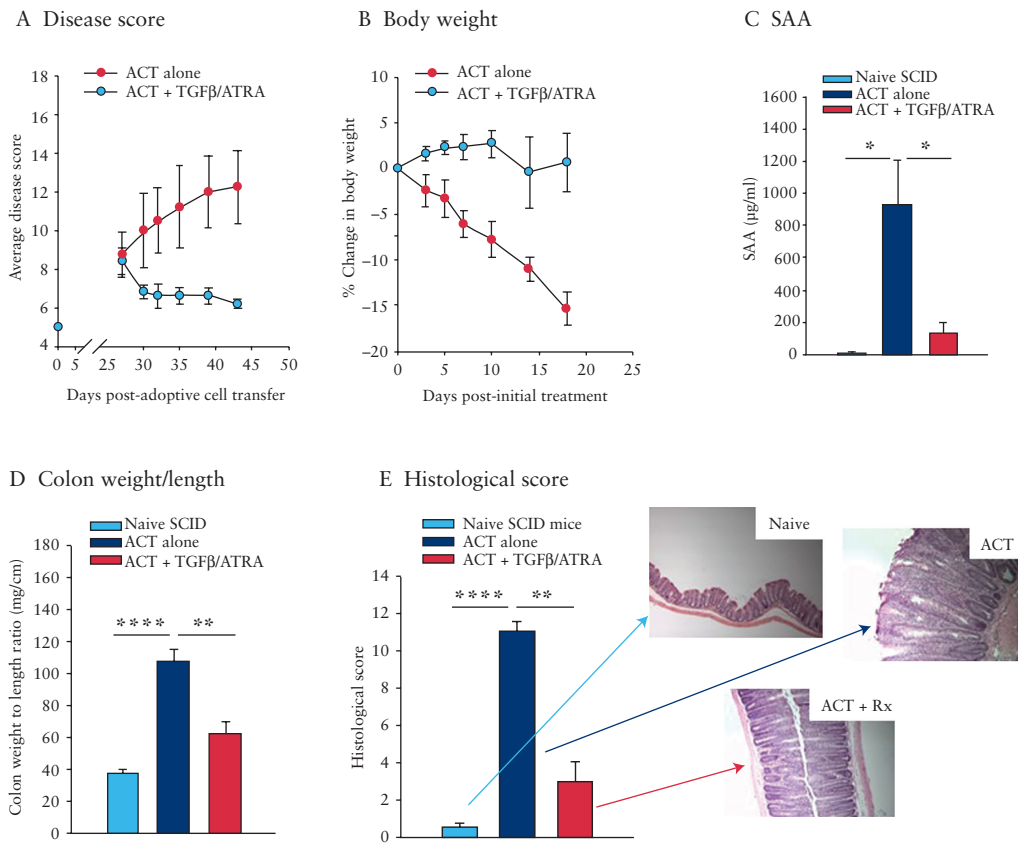 A Disease score
ACT alone
ACT + TGFβ/ATRA
18
16
14
12
10
8
6
4
Average disease score
0 5 25 30 35 40 45 50
Days post-adoptive cell transfer
B Body weight
ACT alone
ACT + TGFβ/ATRA
10
5
0
−5
−10
−15
−20
% Change in body weight
0 5 10 15 20 25
Days post-initial treatment
C SAA
Naive SCID
ACT alone
ACT + TGFβ/ATRA
1600
1400
1200
1000
800
600
400
200
0
SAA (µg/ml)
* *
D Colon weight/length
Naive SCID
ACT alone
ACT + TGFβ/ATRA
180
160
140
120
100
80
60
40
20
0
Colon weight to length ratio (mg/cm)
**** **
E Histological score
Naive SCID mice
ACT alone
ACT + TGFβ/ATRA
14
12
10
8
6
4
2
0
Histological score
**** **
Naive
ACT
ACT + Rx